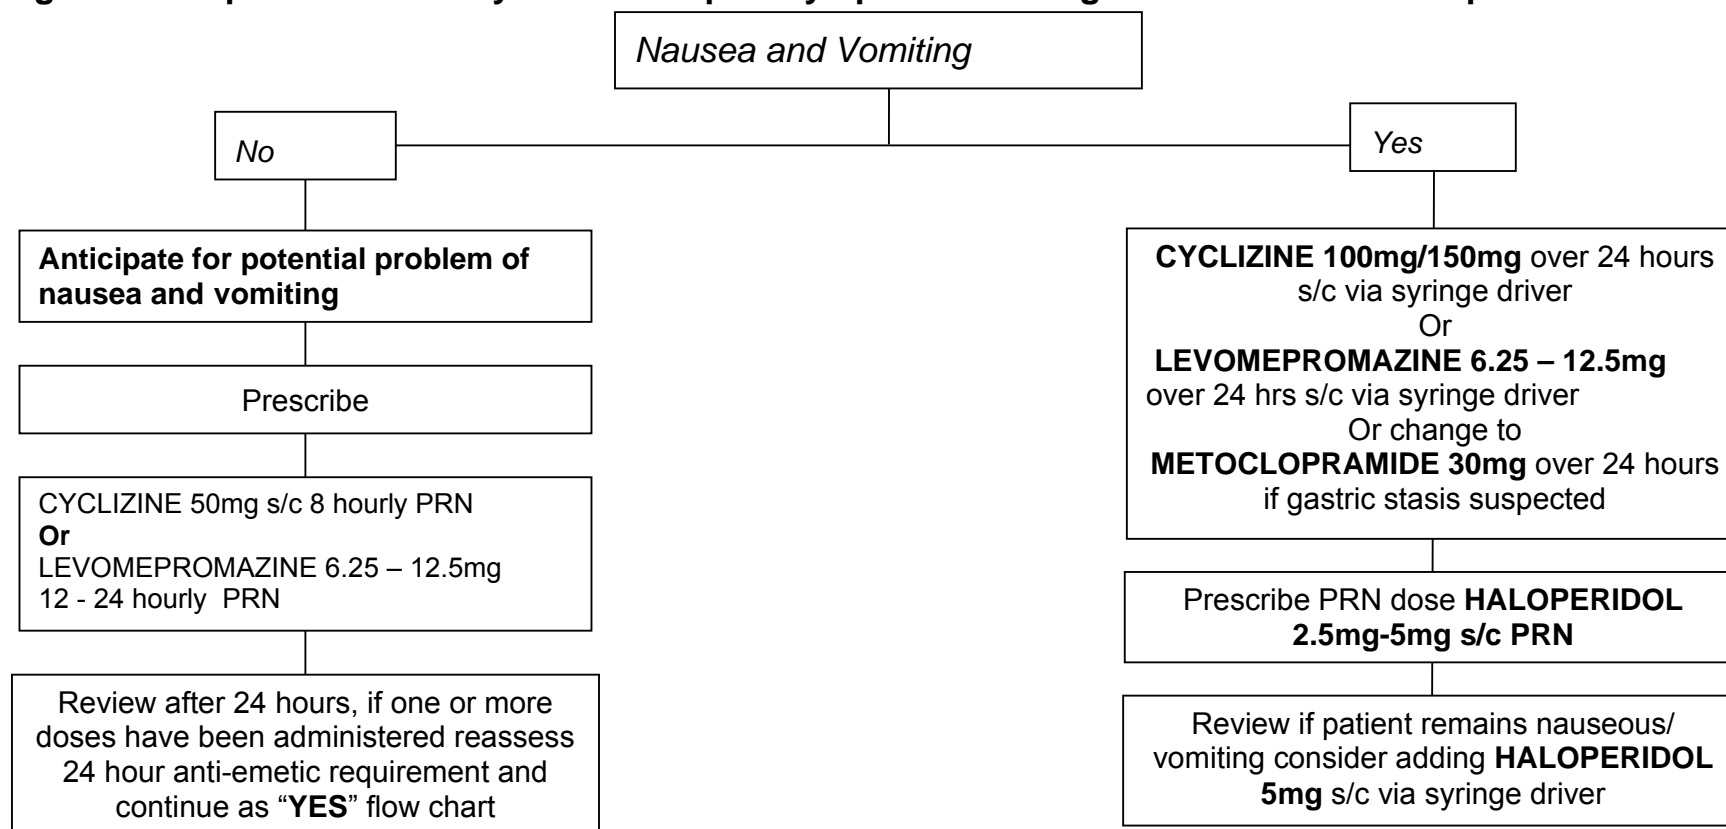 Nausea and Vomiting
No
Yes
Anticipate for potential problem of
nausea and vomiting
Prescribe
CYCLIZINE 50mg s/c 8 hourly PRN
Or
LEVOMEPROMAZINE 6.25 – 12.5mg
12 - 24 hourly PRN
Review after 24 hours, if one or more
doses have been administered reassess
24 hour anti-emetic requirement and
continue as “YES” flow chart
CYCLIZINE 100mg/150mg over 24 hours
s/c via syringe driver
Or
LEVOMEPROMAZINE 6.25 – 12.5mg
over 24 hrs s/c via syringe driver
Or change to
METOCLOPRAMIDE 30mg over 24 hours
if gastric stasis suspected
Prescribe PRN dose HALOPERIDOL
2.5mg-5mg s/c PRN
Review if patient remains nauseous/
vomiting consider adding HALOPERIDOL
5mg s/c via syringe driver